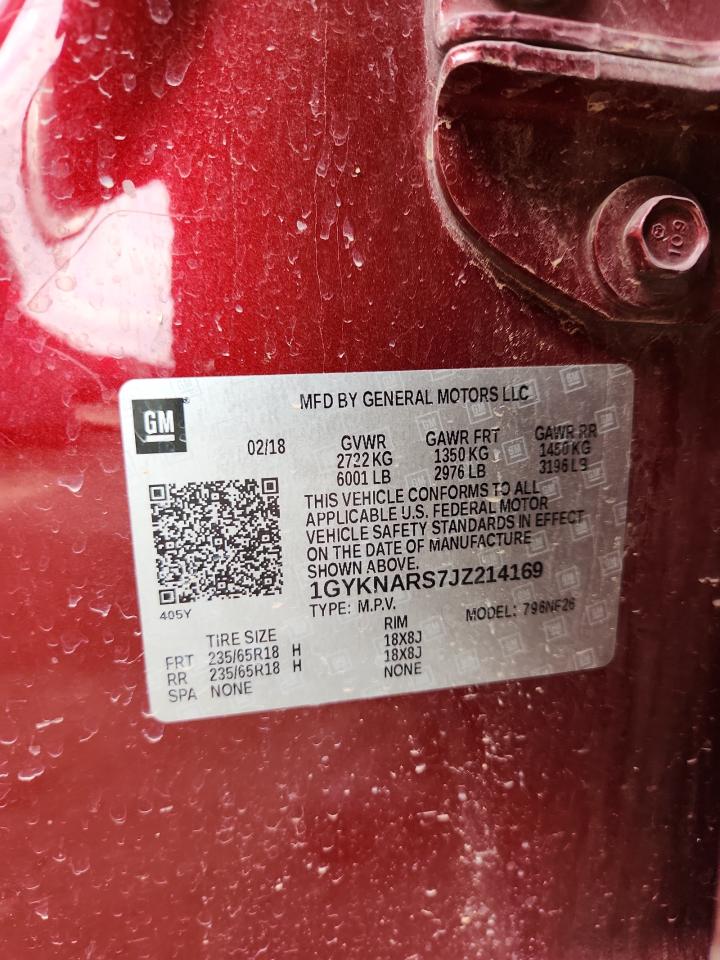 GM
MFD BY GENERAL MOTORS LLC
02/18
GVWR GAWR FRT GAWR RR
2722 KG 1350 KG 1450 KG
6001 LB 2976 LB 3196 LB
THIS VEHICLE CONFORMS TO ALL
APPLICABLE U.S. FEDERAL MOTOR
VEHICLE SAFETY STANDARDS IN EFFECT
ON THE DATE OF MANUFACTURE
SHOWN ABOVE.
1GYKNARS7JZ214169
405Y
TYPE: M.P.V. MODEL: 796NF26
TIRE SIZE RIM
FRT 235/65R18 H 18X8J
RR 235/65R18 H 18X8J
SPA NONE NONE